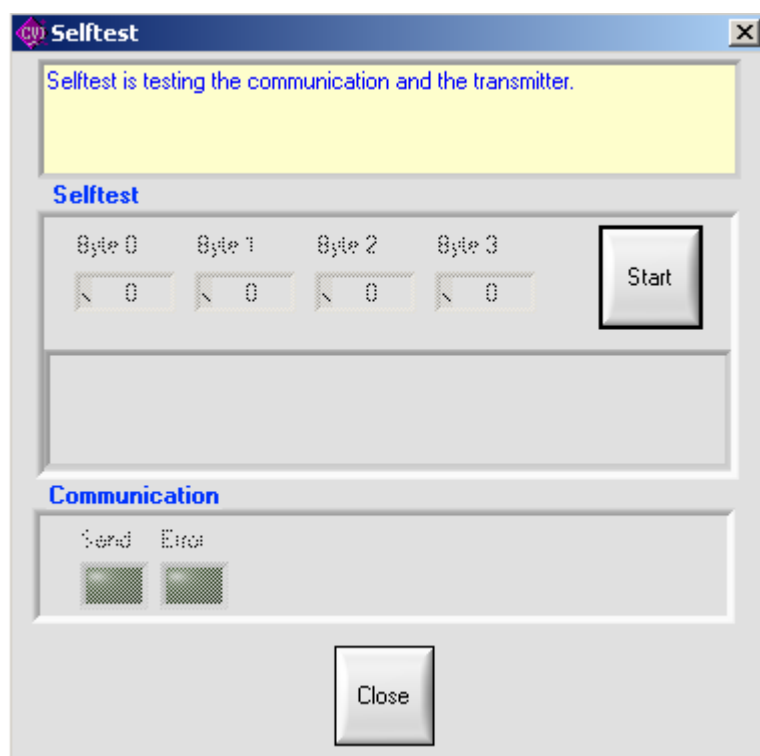 CVI Selftest
Selftest is testing the communication and the transmitter.
Selftest
Byte 0 Byte 1 Byte 2 Byte 3
\ 0 \ 0 \ 0 \ 0
Start
Communication
Send Error
Close